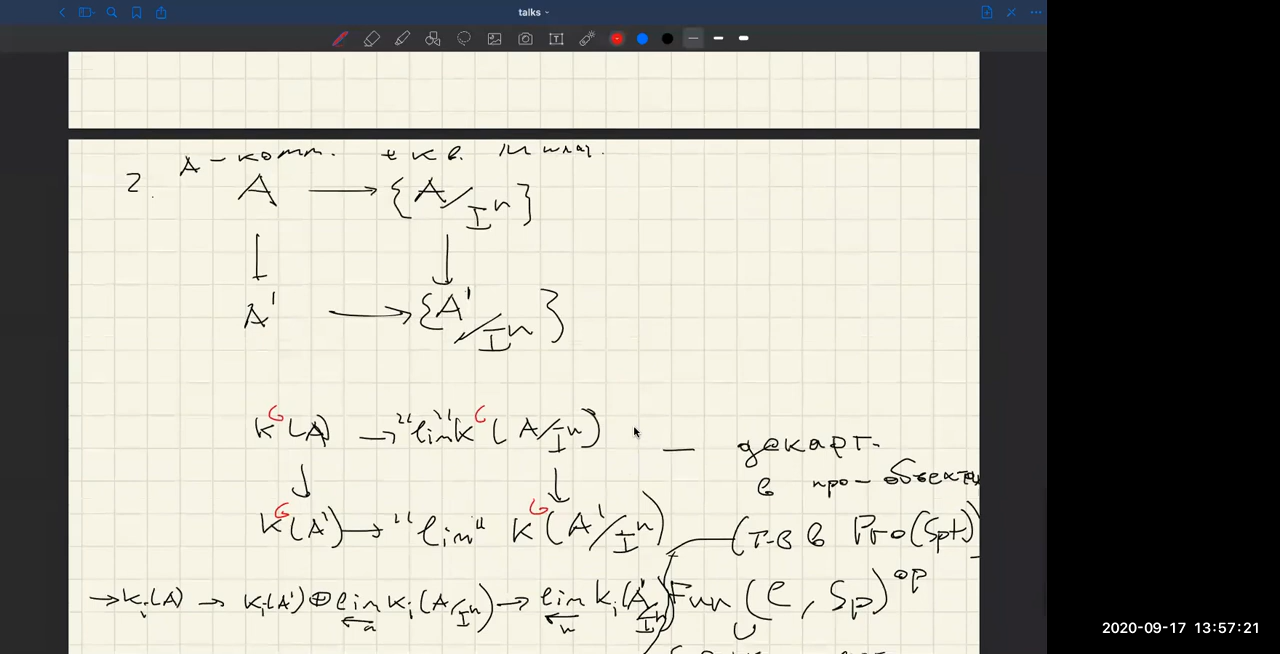 talks
A - комм.
2. A → {A/Iⁿ}
A' → {A'/Iⁿ}
K^G(A) → "lim" K^G(A/Iⁿ) — декарт.
в про-объектах
K^G(A') → "lim" K^G(A'/Iⁿ) (т-в в Pro(Spt)
→ K_i(A) → K_i(A') ⊕ lim K_i(A/Iⁿ) → lim K_i(A'/Iⁿ) Fun(C, Sp)^op
2020-09-17 13:57:21